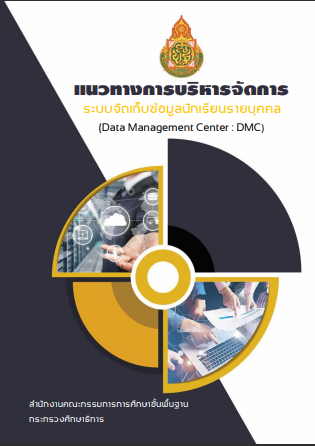 แนวทางการบริหารจัดการ
ระบบจัดเก็บข้อมูลนักเรียนรายบุคคล
(Data Management Center : DMC)
สำนักงานคณะกรรมการการศึกษาขั้นพื้นฐาน
กระทรวงศึกษาธิการ